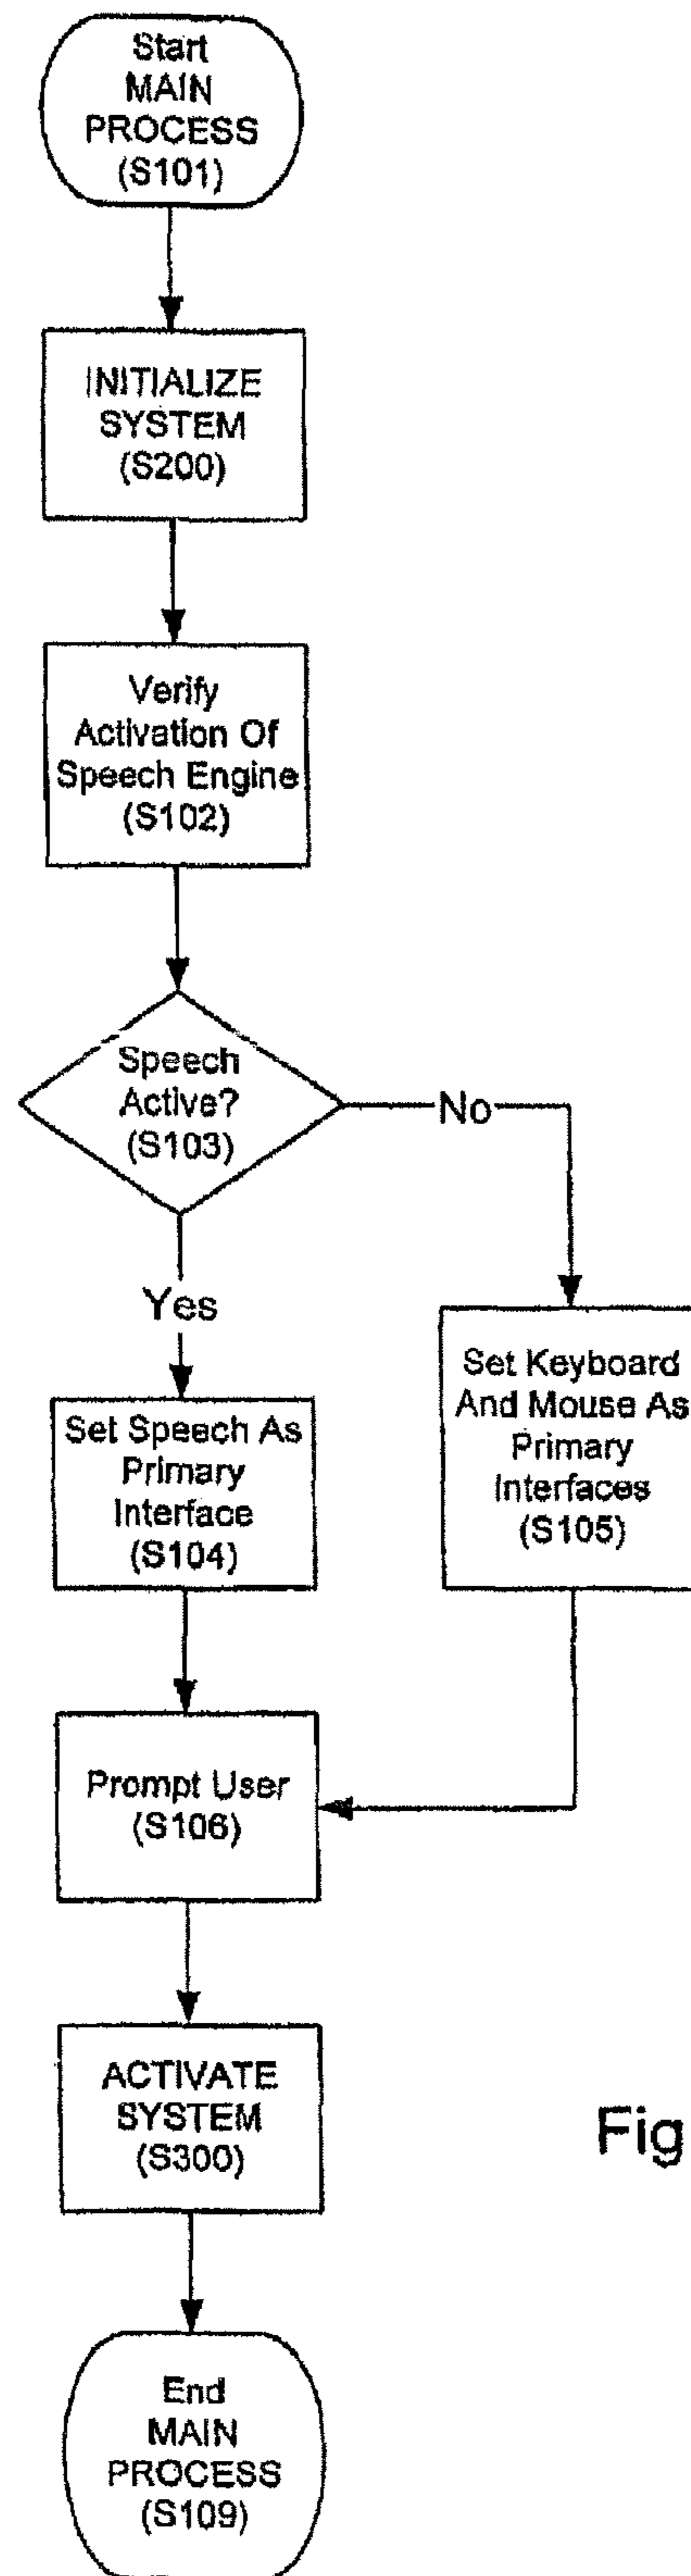 Start
MAIN
PROCESS
(S101)
INITIALIZE
SYSTEM
(S200)
Verify
Activation Of
Speech Engine
(S102)
Speech
Active?
(S103)
No
Yes
Set Speech As
Primary
Interface
(S104)
Set Keyboard
And Mouse As
Primary
Interfaces
(S105)
Prompt User
(S106)
ACTIVATE
SYSTEM
(S300)
Fig
End
MAIN
PROCESS
(S109)